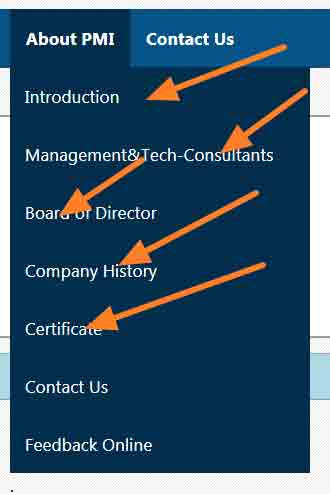 About PMI Contact Us
Introduction
Management&Tech-Consultants
Board of Director
Company History
Certificate
Contact Us
Feedback Online